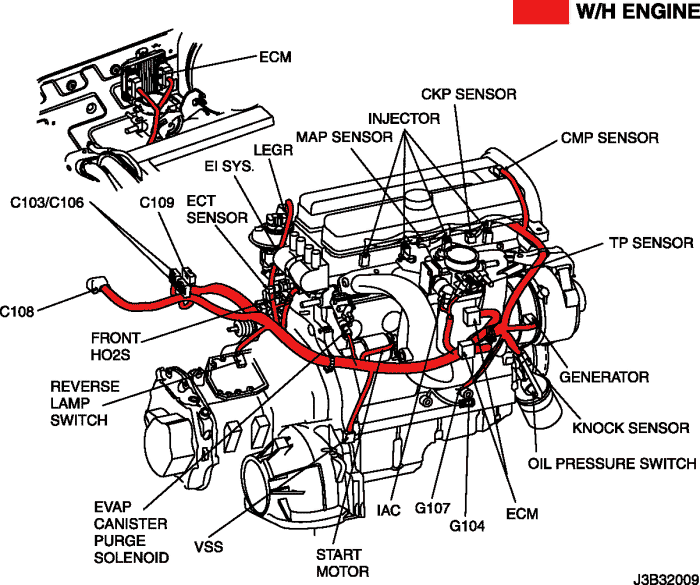 W/H ENGINE
ECM
CKP SENSOR
INJECTOR
MAP SENSOR
CMP SENSOR
LEGR
EI SYS.
C103/C106
C109
ECT
SENSOR
TP SENSOR
C108
FRONT
HO2S
GENERATOR
REVERSE
LAMP
SWITCH
KNOCK SENSOR
OIL PRESSURE SWITCH
EVAP
CANISTER
PURGE
SOLENOID
VSS
START
MOTOR
IAC
G107
G104
ECM
J3B32009